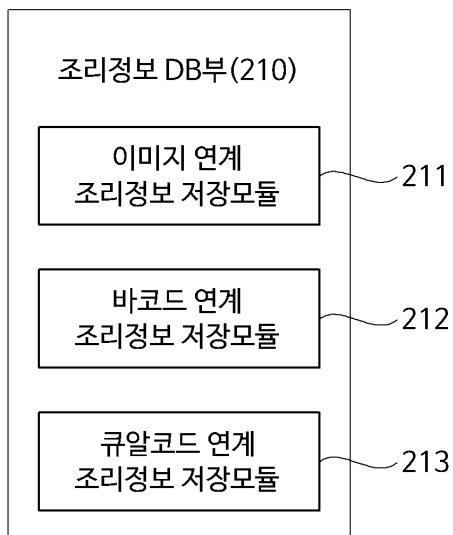 조리정보 DB부(210)
이미지 연계
조리정보 저장모듈
211
바코드 연계
조리정보 저장모듈
212
큐알코드 연계
조리정보 저장모듈
213